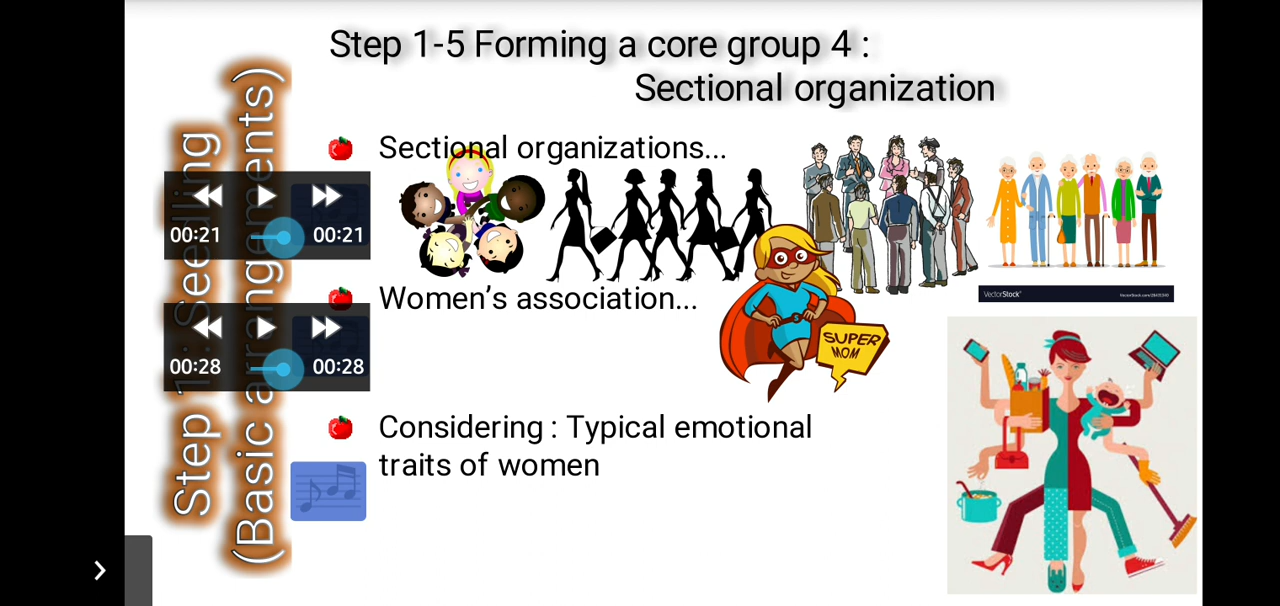 Step 1-5 Forming a core group 4 :
Sectional organization
Step 1: Seedling
(Basic arrangements)
Sectional organizations...
00:21
00:21
VectorStock
Women’s association...
SUPER
MOM
00:28
00:28
Considering : Typical emotional
traits of women